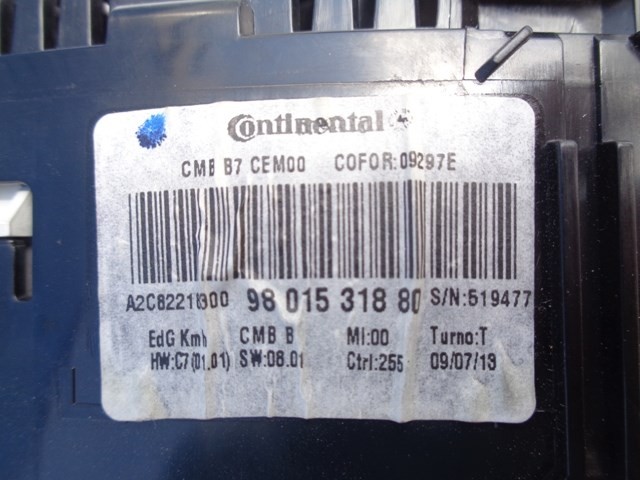 Continental
CMB B7 CEM00 COFOR:09297E
98 015 318 80 S/N:519477
EdG Kmh CMB B MI:00 Turno:T
HW:C7(01.01) SW:08.01 Ctrl:255 09/07/13